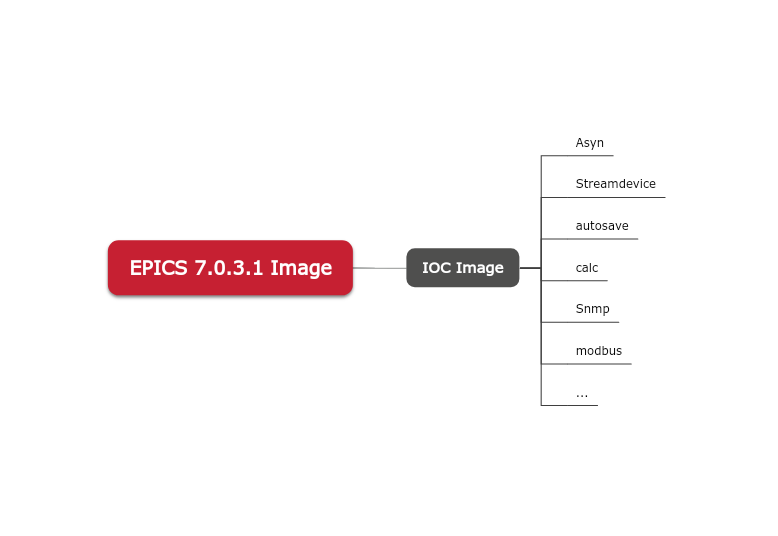 EPICS 7.0.3.1 Image
IOC Image
Asyn
Streamdevice
autosave
calc
Snmp
modbus
...